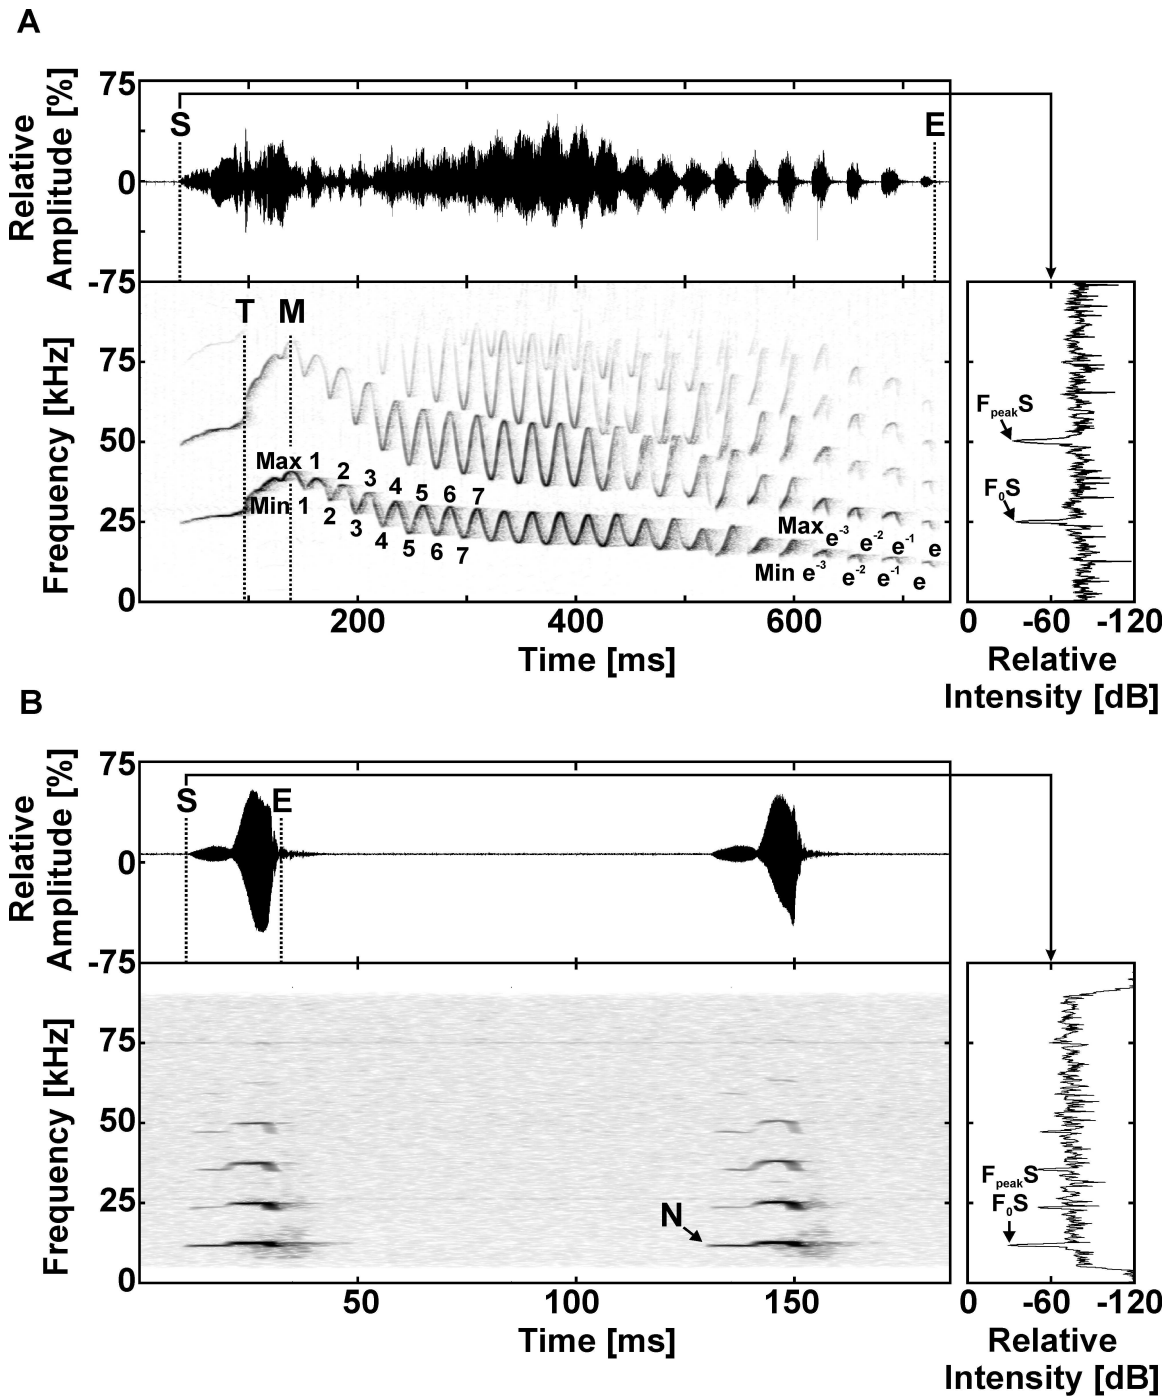 A
75
Relative
Amplitude [%]
S
E
0
-75
T
M
75
Frequency [kHz]
50
25
0
Max 1
2
3
4
5
6
7
Min 1
2
3
4
5
6
7
Max e-3 e-2 e-1 e
Min e-3 e-2 e-1 e
200
400
600
Time [ms]
FpeakS
F0S
0
-60
-120
Relative
Intensity [dB]
B
75
Relative
Amplitude [%]
S
E
0
-75
75
Frequency [kHz]
50
25
0
N
50
100
150
Time [ms]
FpeakS
F0S
0
-60
-120
Relative
Intensity [dB]